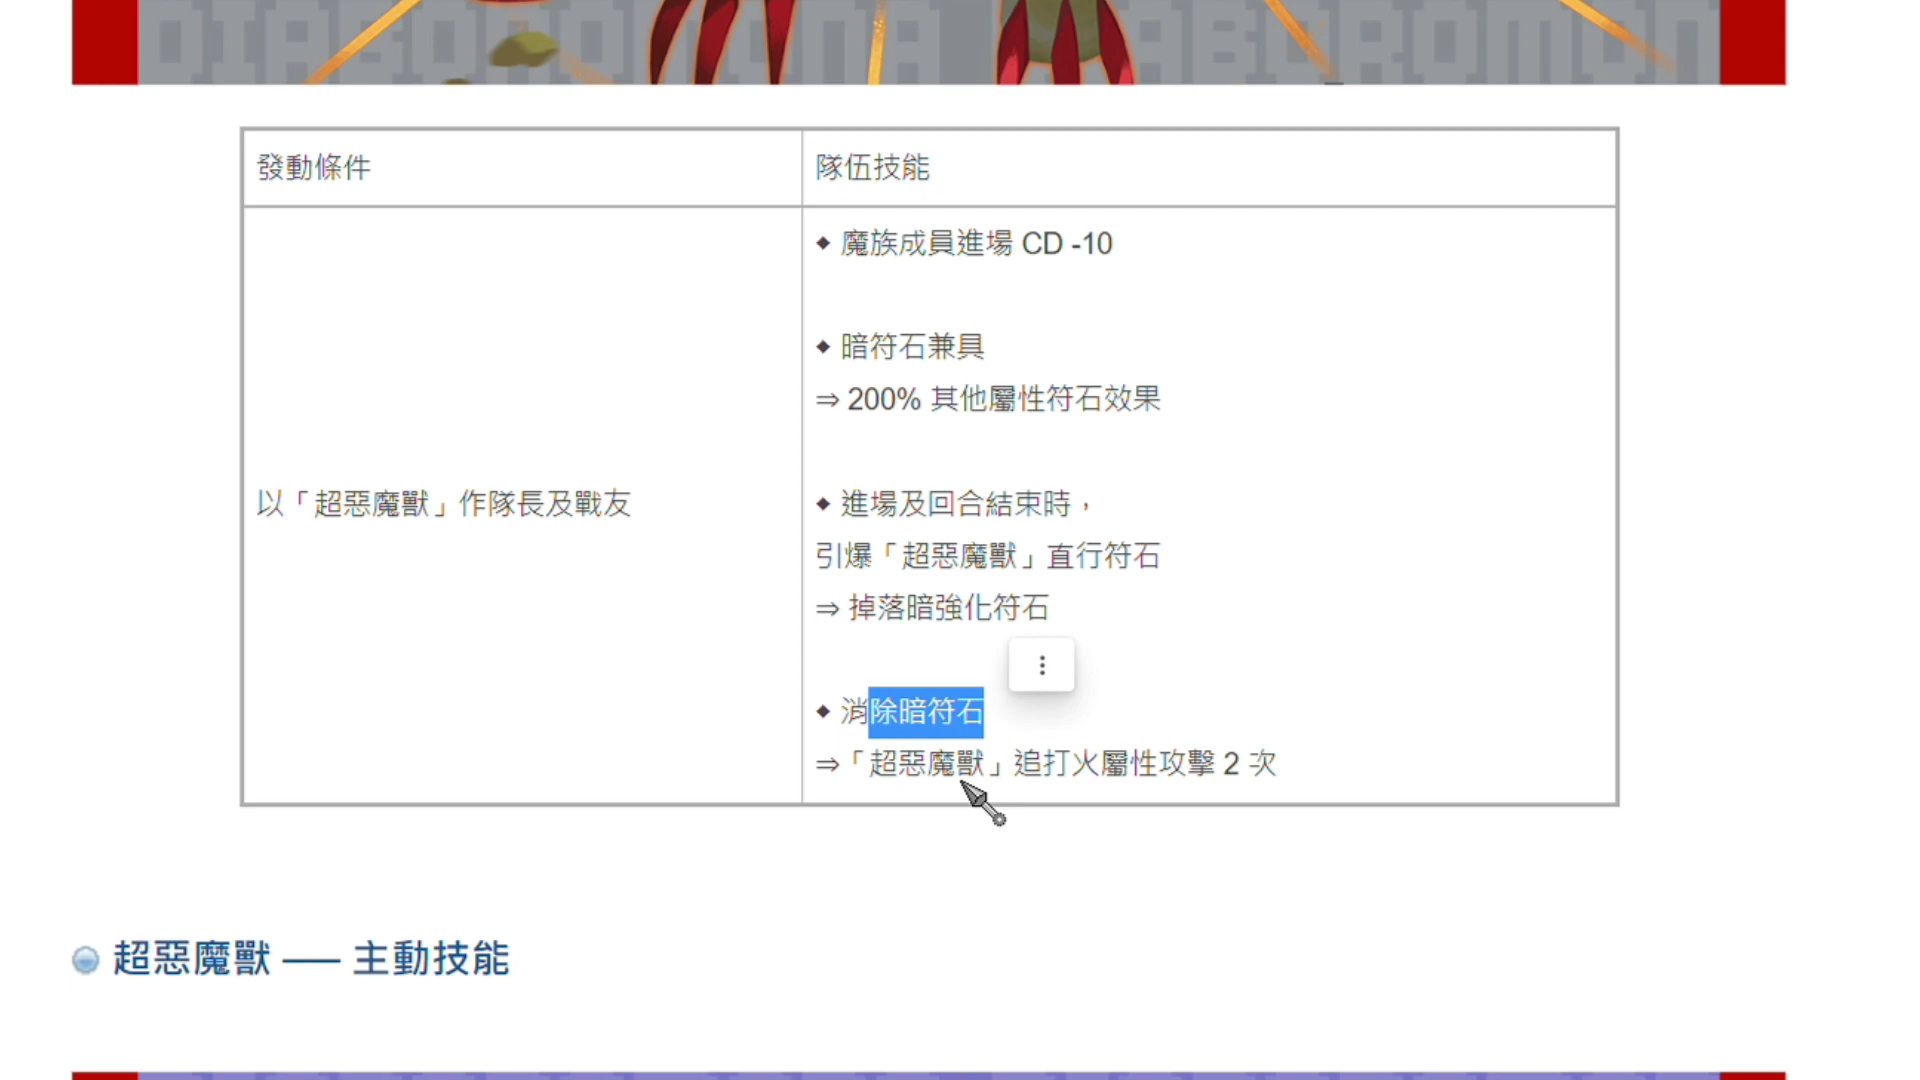 DIABOROMON
發動條件
隊伍技能
以「超惡魔獸」作隊長及戰友
◆ 魔族成員進場 CD -10
◆ 暗符石兼具
⇒ 200% 其他屬性符石效果
◆ 進場及回合結束時，
引爆「超惡魔獸」直行符石
⇒ 掉落暗強化符石
◆ 消除暗符石
⇒「超惡魔獸」追打火屬性攻擊 2 次
超惡魔獸 —— 主動技能